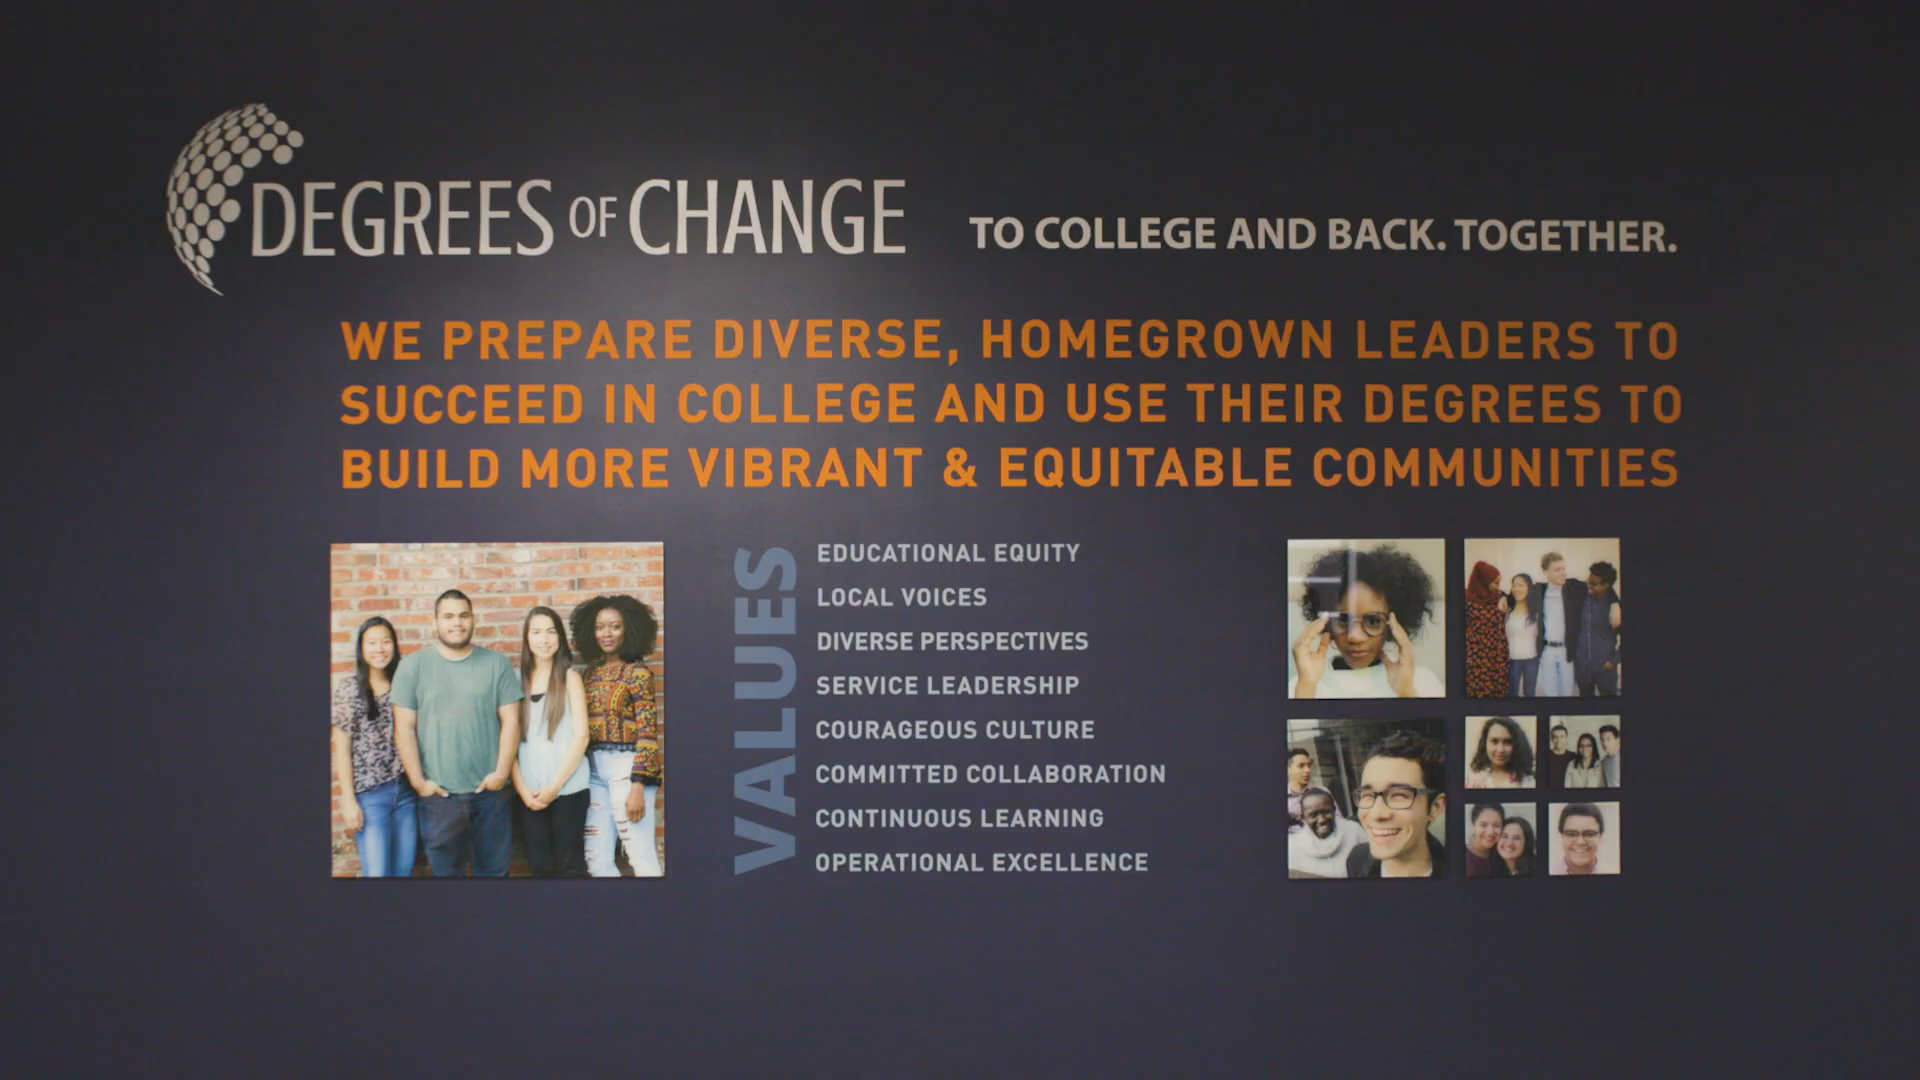 DEGREES OF CHANGE
TO COLLEGE AND BACK. TOGETHER.
WE PREPARE DIVERSE, HOMEGROWN LEADERS TO
SUCCEED IN COLLEGE AND USE THEIR DEGREES TO
BUILD MORE VIBRANT & EQUITABLE COMMUNITIES
VALUES
EDUCATIONAL EQUITY
LOCAL VOICES
DIVERSE PERSPECTIVES
SERVICE LEADERSHIP
COURAGEOUS CULTURE
COMMITTED COLLABORATION
CONTINUOUS LEARNING
OPERATIONAL EXCELLENCE